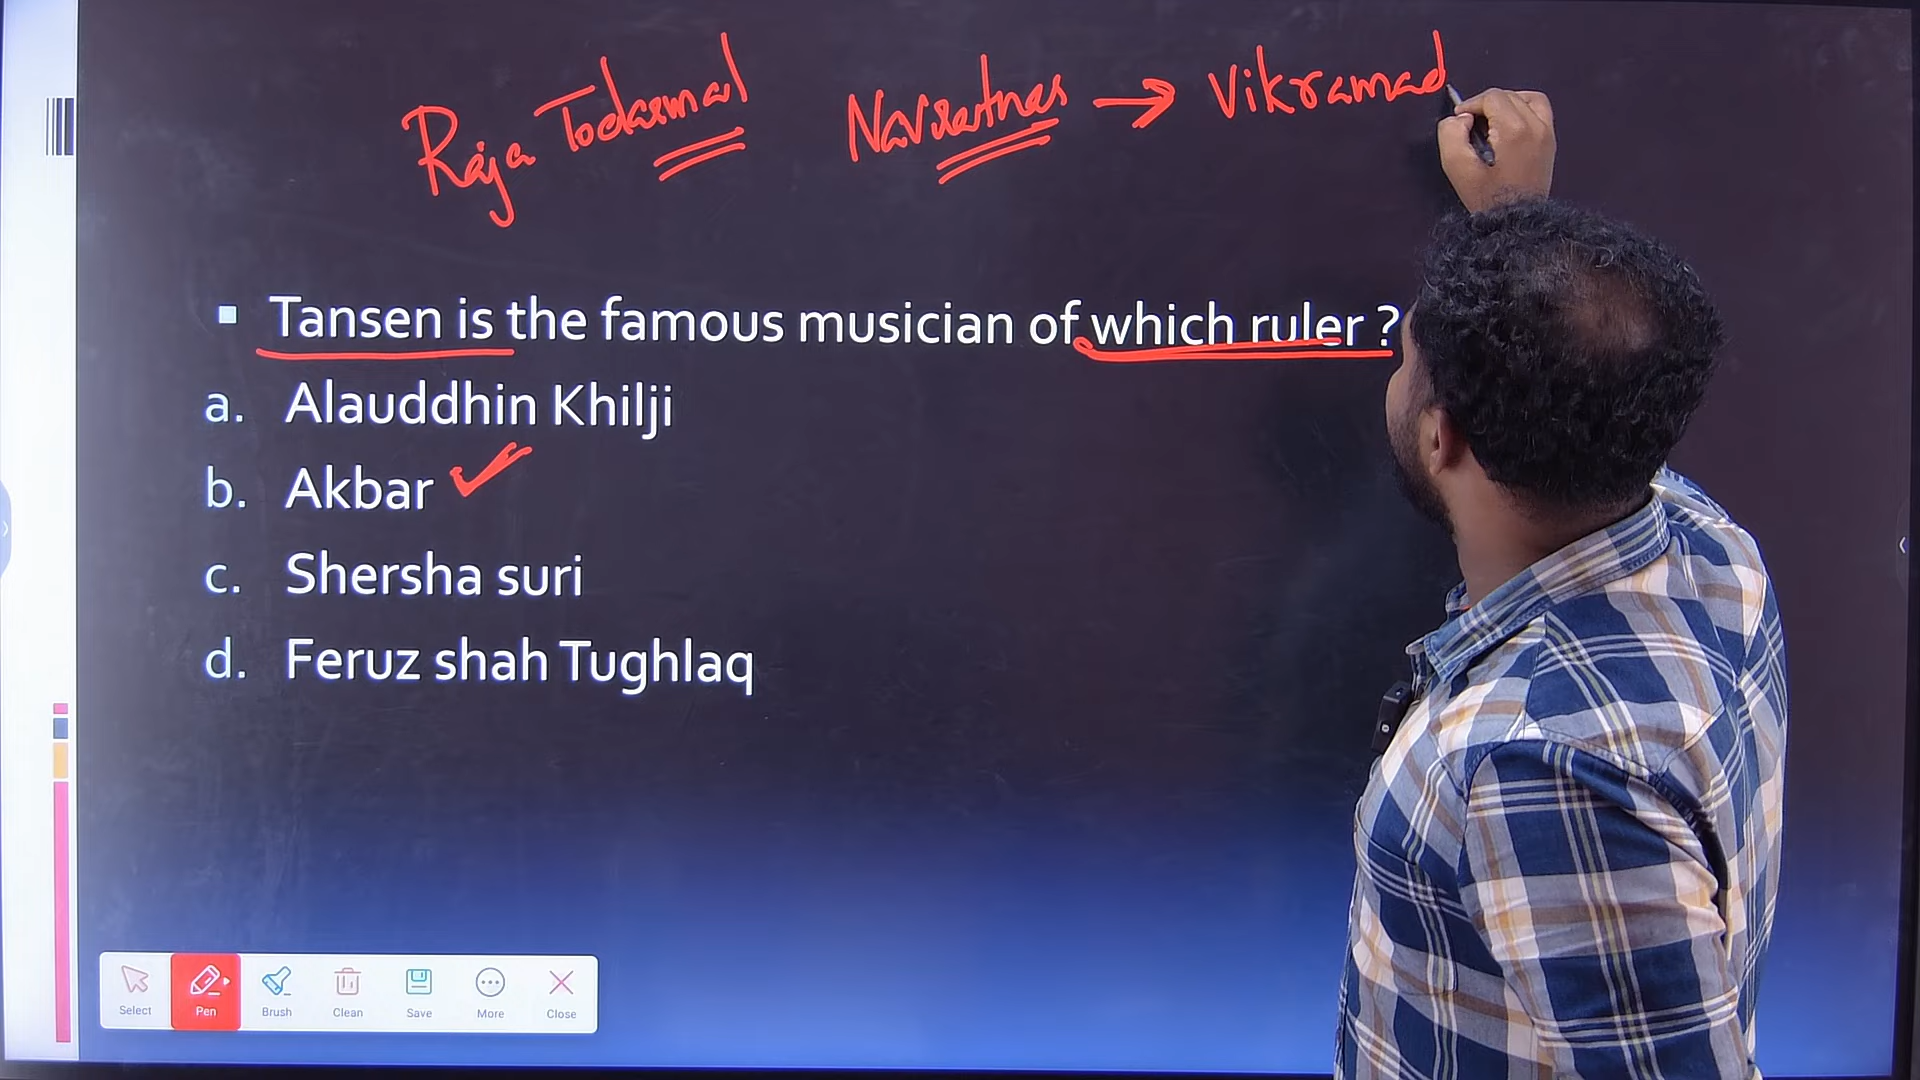 Raja Todarmal Navratnas → Vikramad
▪ Tansen is the famous musician of which ruler ?
a. Alauddhin Khilji
b. Akbar ✓
c. Shersha suri
d. Feruz shah Tughlaq
Select Pen Brush Clean Save More Close